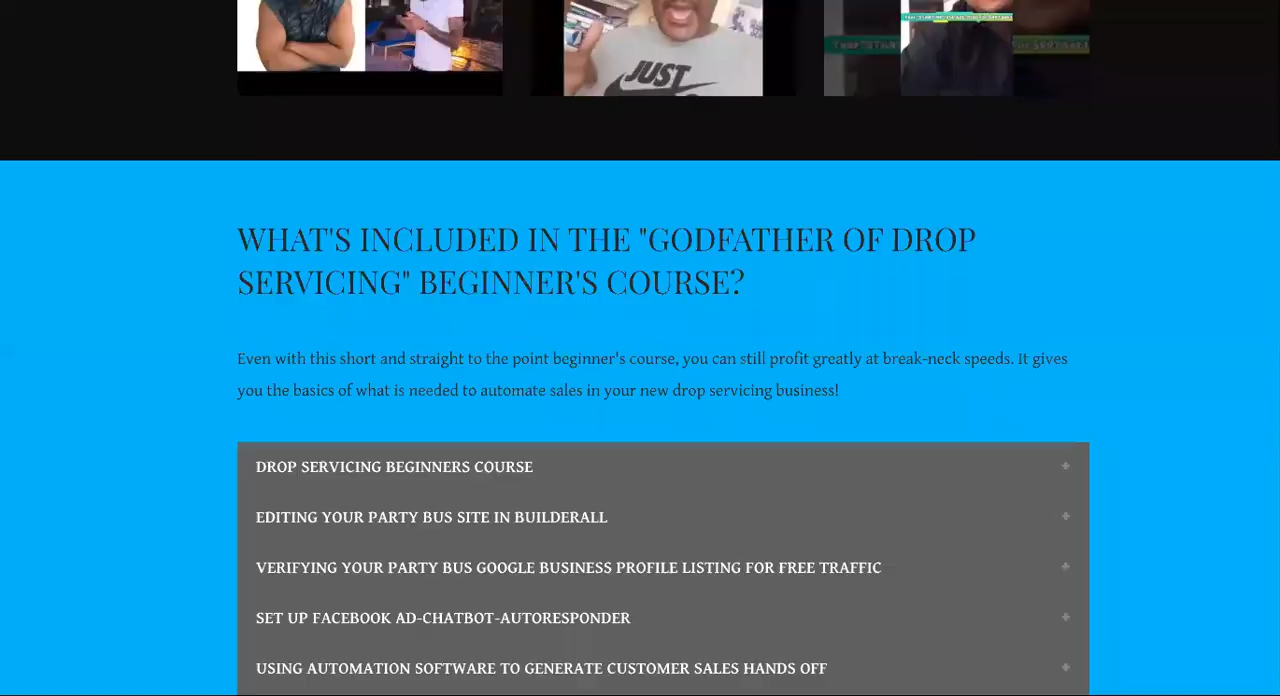 JUST
WHAT'S INCLUDED IN THE "GODFATHER OF DROP
SERVICING" BEGINNER'S COURSE?
Even with this short and straight to the point beginner's course, you can still profit greatly at break-neck speeds. It gives
you the basics of what is needed to automate sales in your new drop servicing business!
DROP SERVICING BEGINNERS COURSE +
EDITING YOUR PARTY BUS SITE IN BUILDERALL +
VERIFYING YOUR PARTY BUS GOOGLE BUSINESS PROFILE LISTING FOR FREE TRAFFIC +
SET UP FACEBOOK AD-CHATBOT-AUTORESPONDER +
USING AUTOMATION SOFTWARE TO GENERATE CUSTOMER SALES HANDS OFF +